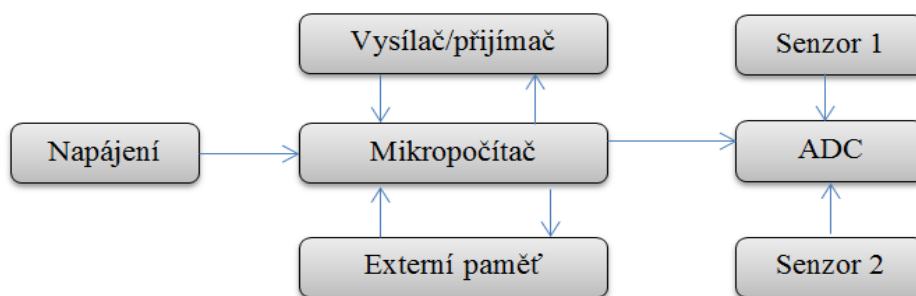 Vysílač/přijímač
Senzor 1
Napájení
Mikropočítač
ADC
Externí paměť
Senzor 2